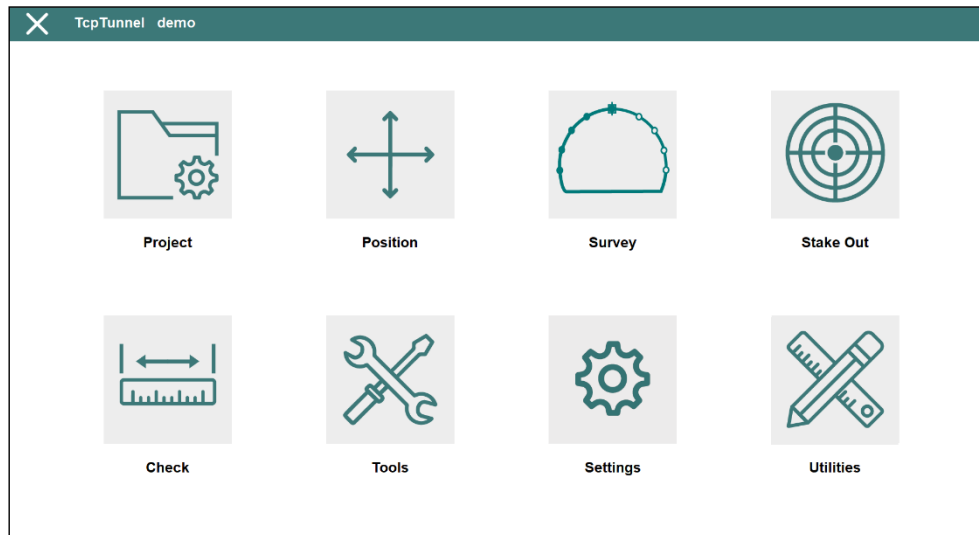 TcpTunnel demo
Project
Position
Survey
Stake Out
Check
Tools
Settings
Utilities